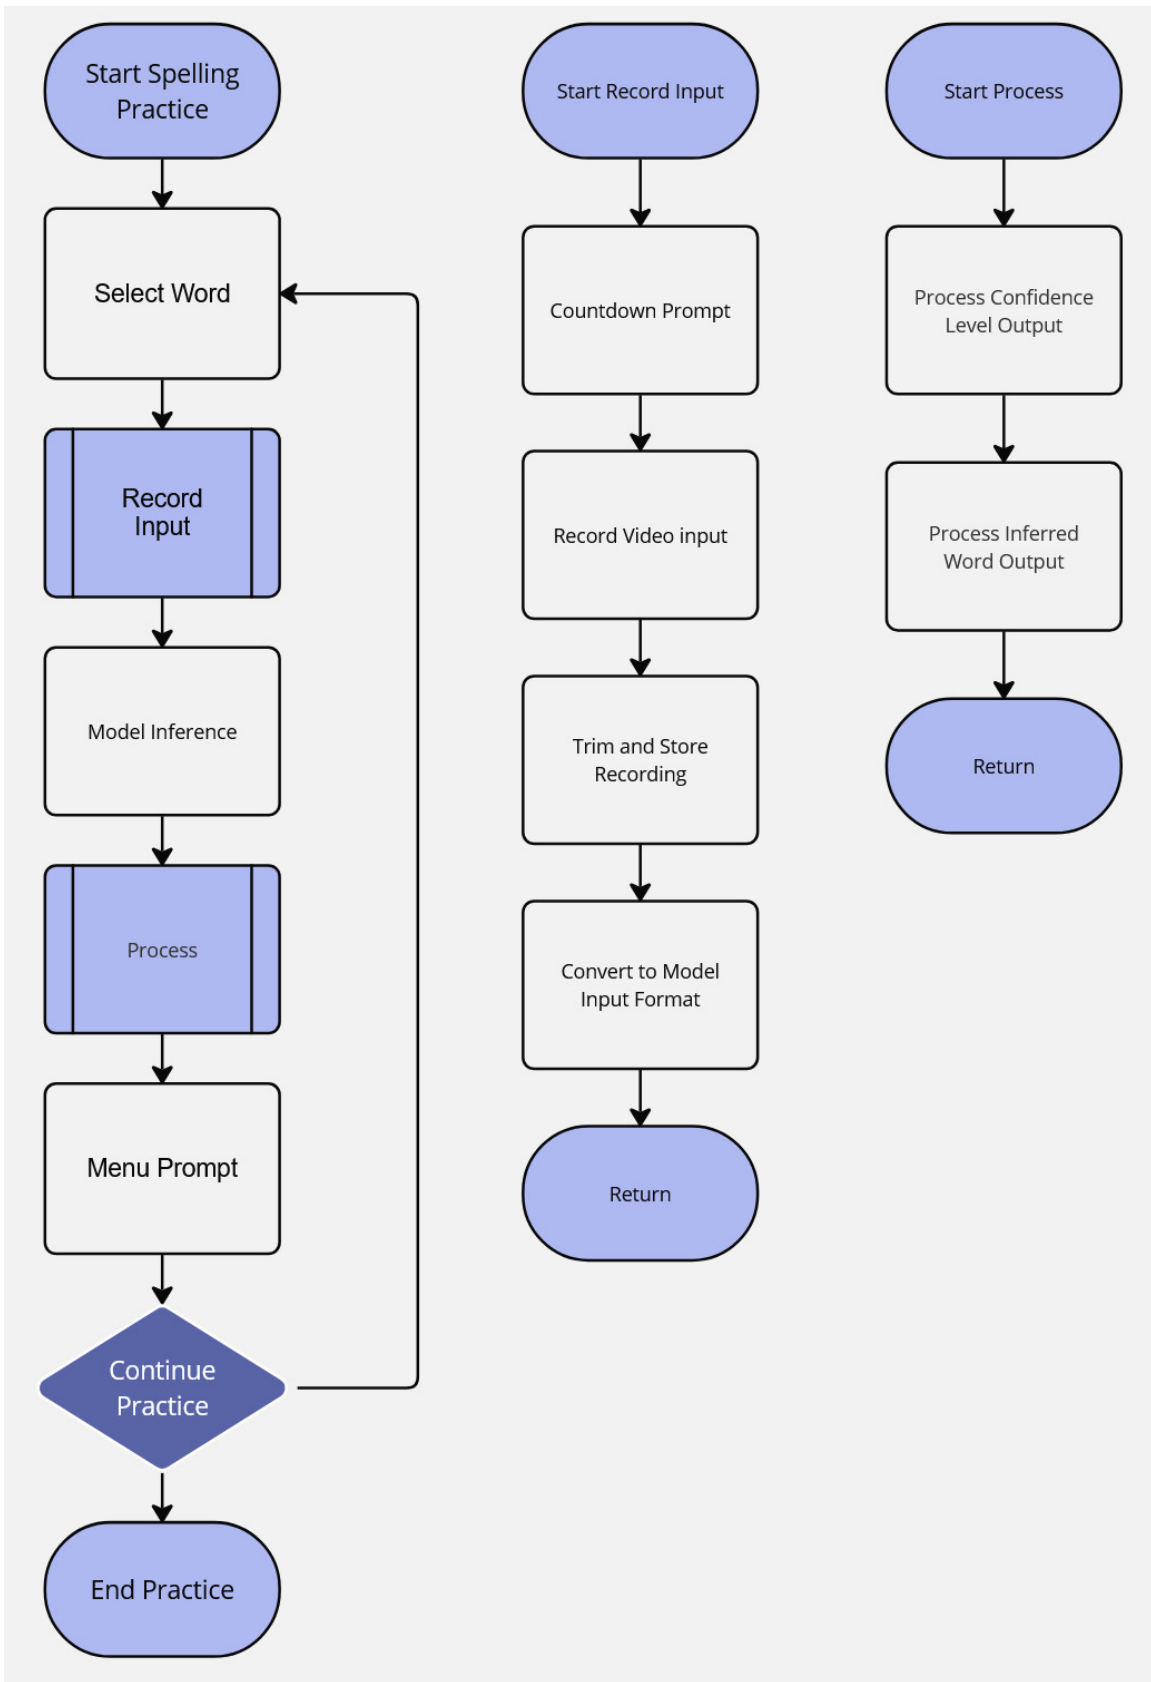 Start Spelling
Practice
Select Word
Record
Input
Model Inference
Process
Menu Prompt
Continue
Practice
End Practice
Start Record Input
Countdown Prompt
Record Video input
Trim and Store
Recording
Convert to Model
Input Format
Return
Start Process
Process Confidence
Level Output
Process Inferred
Word Output
Return